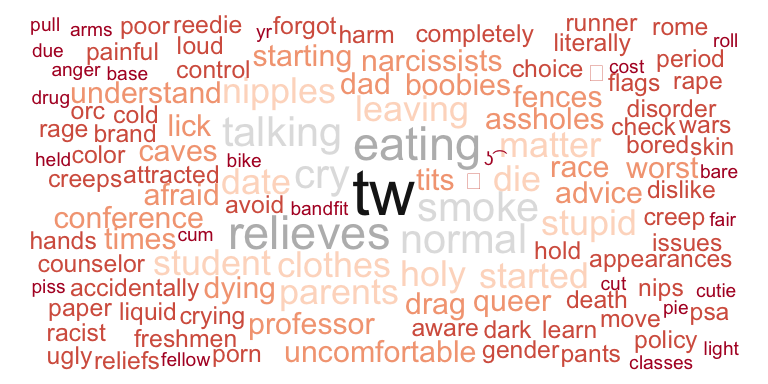 pull arms poor reedie yr forgot harm completely runner rome
due painful loud starting narcissists literally period roll
anger base control dad boobies choice cost flags rape
drug understand nipples leaving fences disorder
orc cold rage brand lick talking eating assholes check wars
held color caves bike cry matter race bored skin
creeps attracted date tw tits die worst bare
afraid avoid bandfit smoke advice dislike
conference relieves normal stupid creep fair
hands times cum hold issues
counselor student clothes holy started appearances
piss accidentally dying parents drag queer death cut nips cutie
paper liquid crying professor aware dark learn move pie psa
racist freshmen policy light
ugly reliefs fellow porn uncomfortable gender pants classes